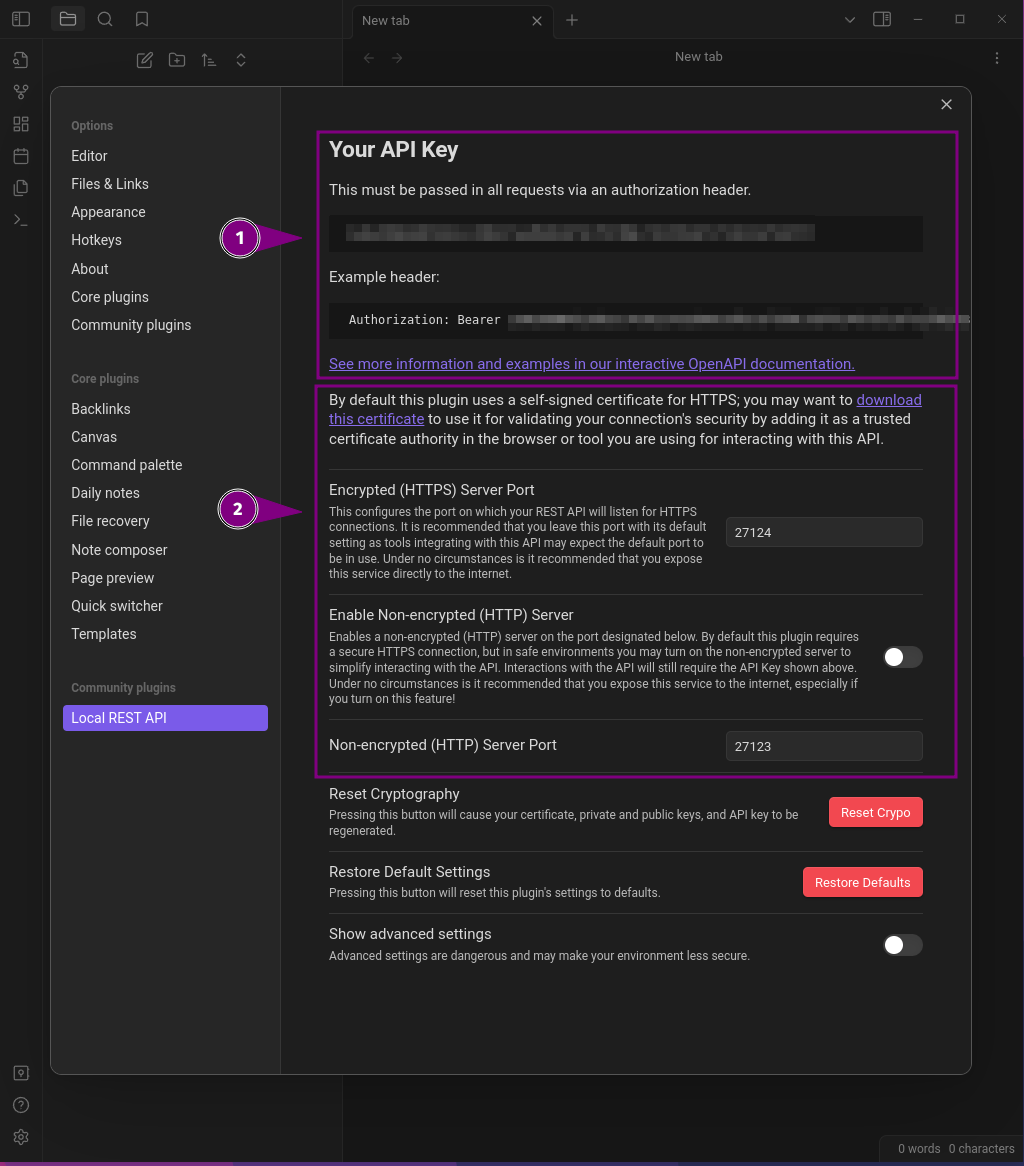 New tab
New tab
Options
Editor
Files & Links
Appearance
Hotkeys
About
Core plugins
Community plugins
Core plugins
Backlinks
Canvas
Command palette
Daily notes
File recovery
Note composer
Page preview
Quick switcher
Templates
Community plugins
Local REST API
1
2
Your API Key
This must be passed in all requests via an authorization header.
Example header:
Authorization: Bearer
See more information and examples in our interactive OpenAPI documentation.
By default this plugin uses a self-signed certificate for HTTPS; you may want to download
this certificate to use it for validating your connection's security by adding it as a trusted
certificate authority in the browser or tool you are using for interacting with this API.
Encrypted (HTTPS) Server Port
This configures the port on which your REST API will listen for HTTPS
connections. It is recommended that you leave this port with its default
setting as tools integrating with this API may expect the default port to
be in use. Under no circumstances is it recommended that you expose
this service directly to the internet.
27124
Enable Non-encrypted (HTTP) Server
Enables a non-encrypted (HTTP) server on the port designated below. By default this plugin requires
a secure HTTPS connection, but in safe environments you may turn on the non-encrypted server to
simplify interacting with the API. Interactions with the API will still require the API Key shown above.
Under no circumstances is it recommended that you expose this service to the internet, especially if
you turn on this feature!
Non-encrypted (HTTP) Server Port
27123
Reset Cryptography
Pressing this button will cause your certificate, private and public keys, and API key to be
regenerated.
Reset Crypo
Restore Default Settings
Pressing this button will reset this plugin's settings to defaults.
Restore Defaults
Show advanced settings
Advanced settings are dangerous and may make your environment less secure.
0 words 0 characters